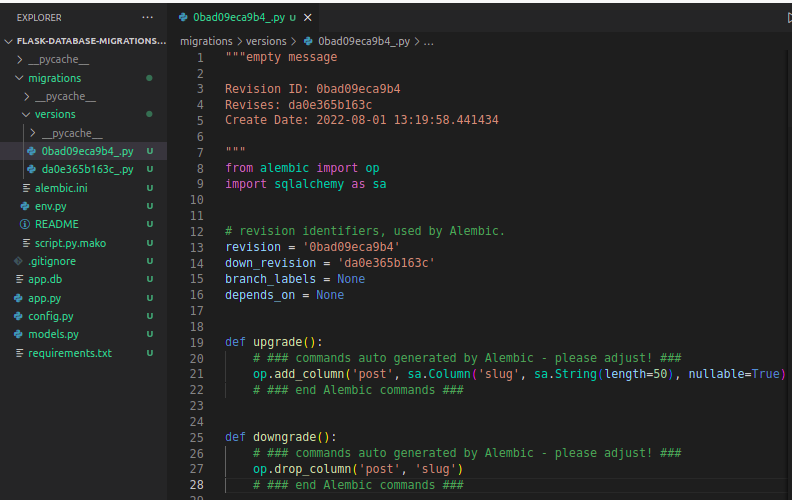 EXPLORER
···
FLASK-DATABASE-MIGRATIONS...
__pycache__
migrations
__pycache__
versions
__pycache__
0bad09eca9b4_.py U
da0e365b163c_.py U
alembic.ini U
env.py U
README U
script.py.mako U
.gitignore U
app.db U
app.py U
config.py U
models.py U
requirements.txt U
0bad09eca9b4_.py U ×
migrations > versions > 0bad09eca9b4_.py > ...
1 """empty message
2
3 Revision ID: 0bad09eca9b4
4 Revises: da0e365b163c
5 Create Date: 2022-08-01 13:19:58.441434
6
7 """
8 from alembic import op
9 import sqlalchemy as sa
10
11
12 # revision identifiers, used by Alembic.
13 revision = '0bad09eca9b4'
14 down_revision = 'da0e365b163c'
15 branch_labels = None
16 depends_on = None
17
18
19 def upgrade():
20     # ### commands auto generated by Alembic - please adjust! ###
21     op.add_column('post', sa.Column('slug', sa.String(length=50), nullable=True)
22     # ### end Alembic commands ###
23
24
25 def downgrade():
26     # ### commands auto generated by Alembic - please adjust! ###
27     op.drop_column('post', 'slug')
28     # ### end Alembic commands ###
29